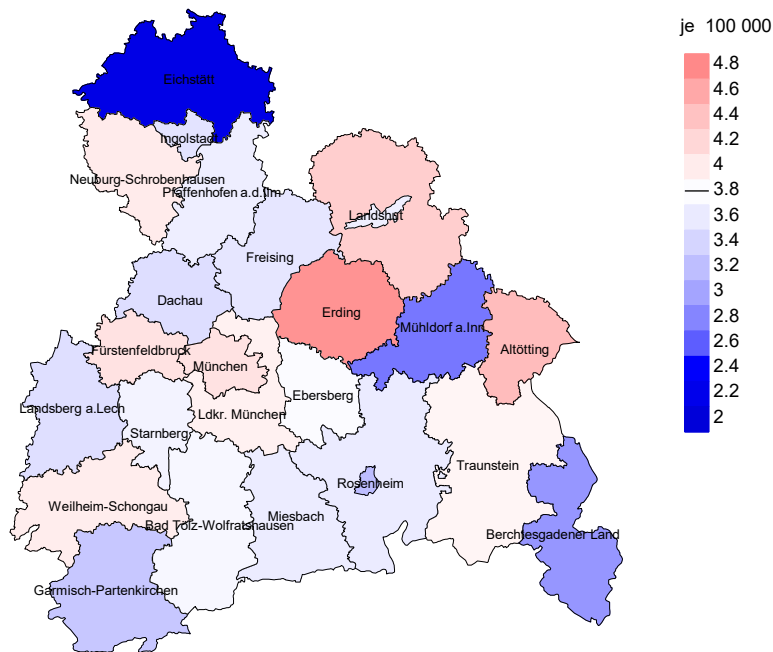 je 100 000
4.8
4.6
4.4
4.2
4
3.8
3.6
3.4
3.2
3
2.8
2.6
2.4
2.2
2
Eichstätt
Ingolstadt
Neuburg-Schrobenhausen
Pfaffenhofen a.d.Ilm
Landshut
Freising
Dachau
Erding
Mühldorf a.Inn
Altötting
Fürstenfeldbruck
München
Ebersberg
Landsberg a.Lech
Ldkr. München
Starnberg
Traunstein
Rosenheim
Weilheim-Schongau
Miesbach
Bad Tölz-Wolfratshausen
Berchtesgadener Land
Garmisch-Partenkirchen